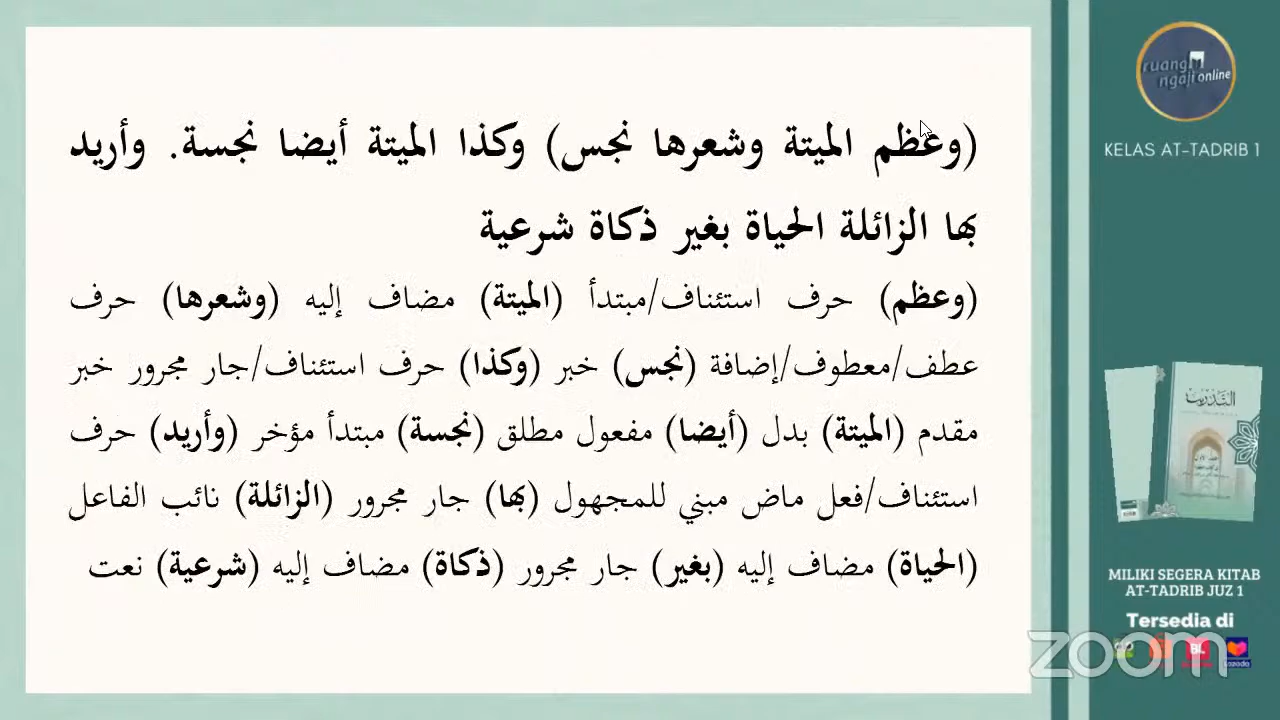 (وعظم الميتة وشعرها نجس) وكذا الميتة أيضا نجسة. وأريد
بها الزائلة الحياة بغير ذكاة شرعية
(وعظم) حرف استئناف/مبتدأ (الميتة) مضاف إليه (وشعرها) حرف
عطف/معطوف/إضافة (نجس) خبر (وكذا) حرف استئناف/جار مجرور خبر
مقدم (الميتة) بدل (أيضا) مفعول مطلق (نجسة) مبتدأ مؤخر (وأريد) حرف
استئناف/فعل ماض مبني للمجهول (بها) جار مجرور (الزائلة) نائب الفاعل
(الحياة) مضاف إليه (بغير) جار مجرور (ذكاة) مضاف إليه (شرعية) نعت
ruang
ngaji online
KELAS AT-TADRIB 1
التدريب
MILIKI SEGERA KITAB
AT-TADRIB JUZ 1
Tersedia di
BL
Lazada
zoom